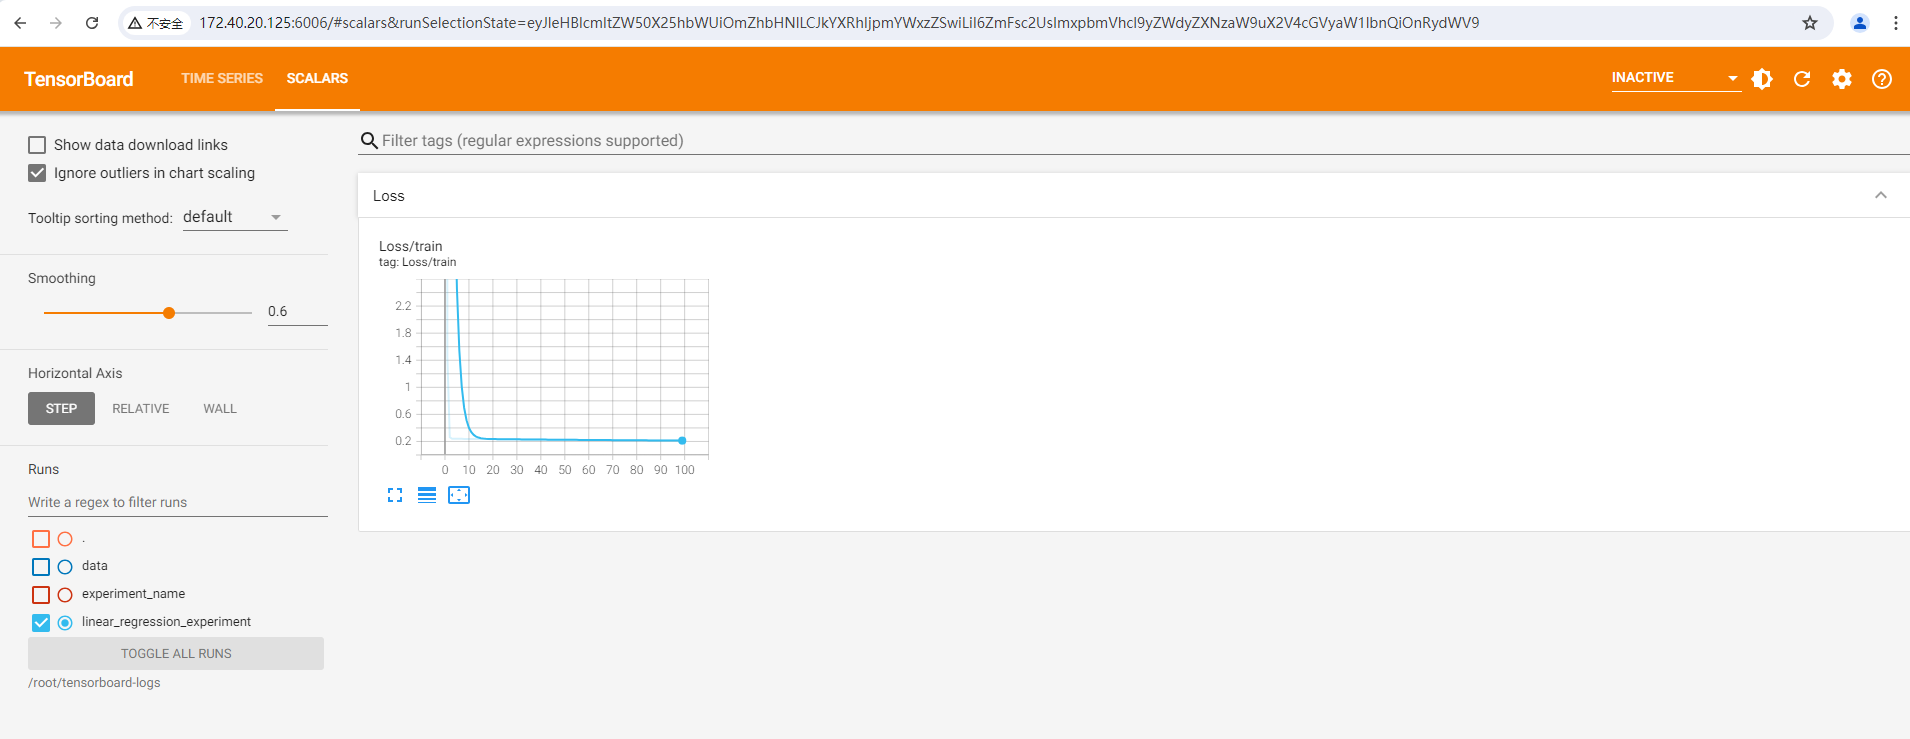 不安全 172.40.20.125:6006/#scalars&runSelectionState=eyJleHBlcmltZW50X25hbWUiOmZhbHNlLCJkYXRhIjpmYWxzZSwiLiI6ZmFsc2UsImxpbmVhcl9yZWdyZXNzaW9uX2V4cGVyaW1lbnQiOnRydWV9
TensorBoard TIME SERIES SCALARS INACTIVE
Show data download links
Ignore outliers in chart scaling
Tooltip sorting method: default
Smoothing
0.6
Horizontal Axis
STEP RELATIVE WALL
Runs
Write a regex to filter runs
.
data
experiment_name
linear_regression_experiment
TOGGLE ALL RUNS
/root/tensorboard-logs
Filter tags (regular expressions supported)
Loss
Loss/train
tag: Loss/train
2.2
1.8
1.4
1
0.6
0.2
0 10 20 30 40 50 60 70 80 90 100